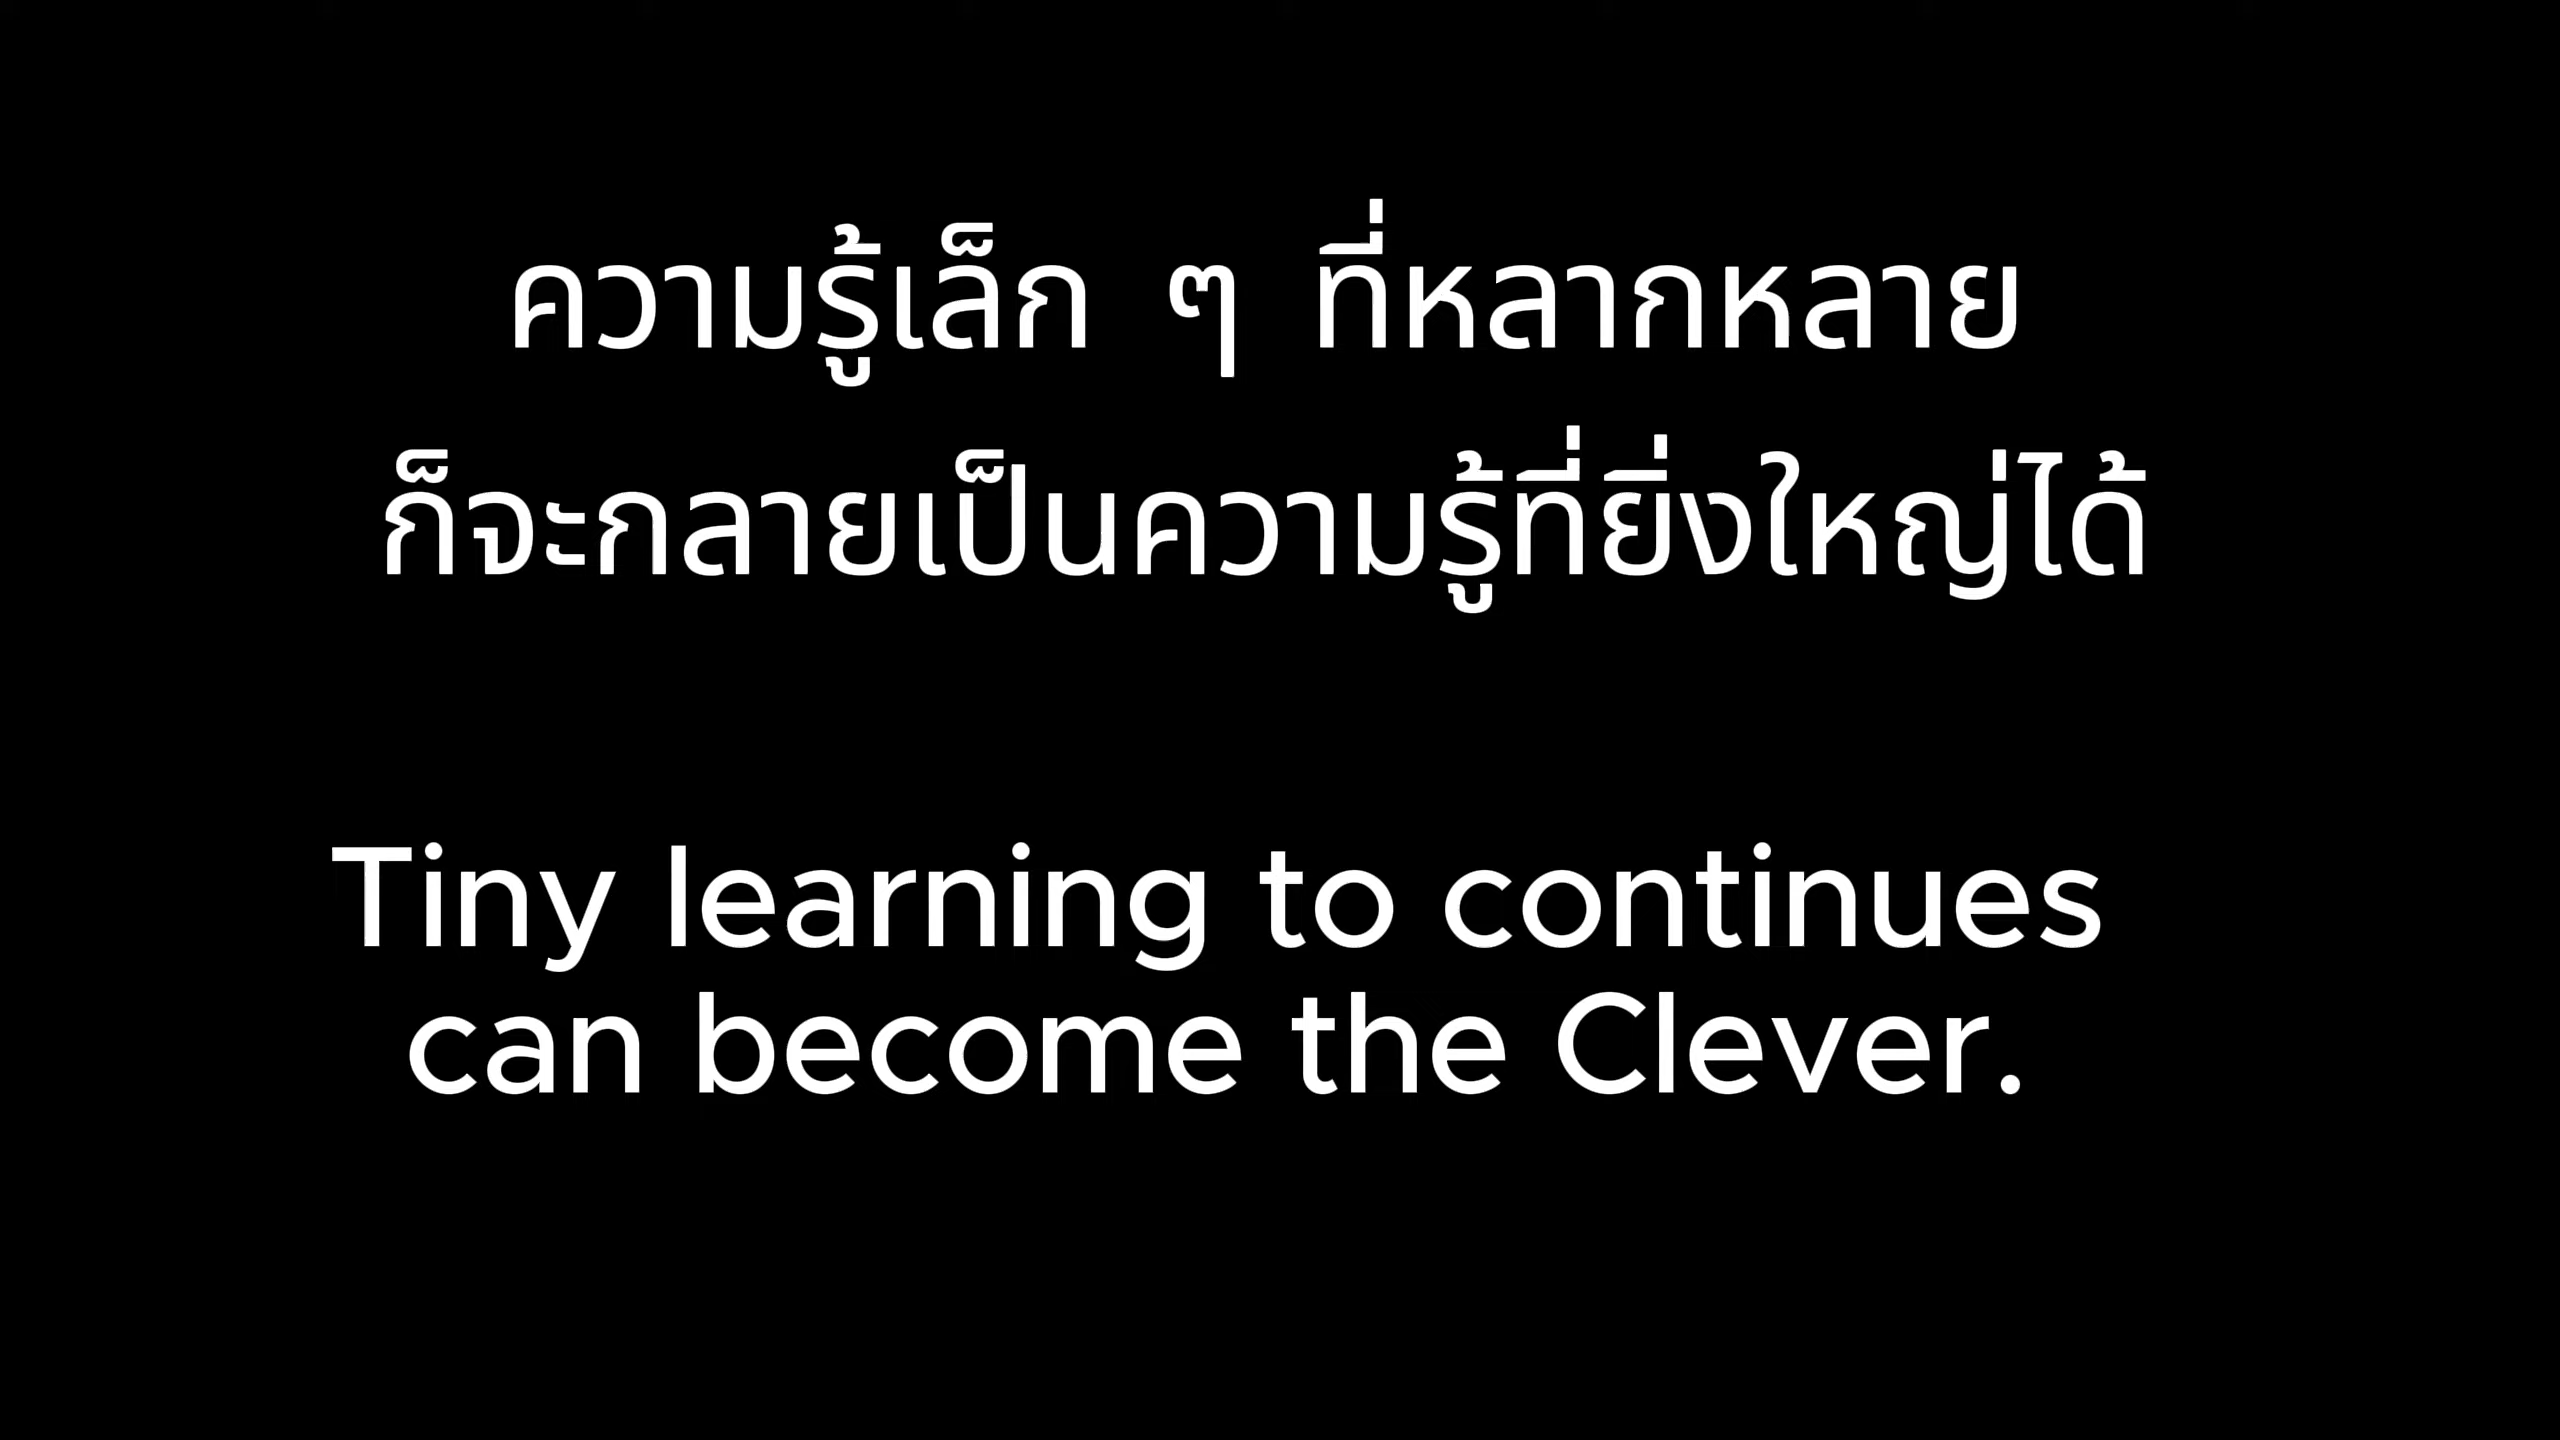 ความรู้เล็ก ๆ ที่หลากหลาย
ก็จะกลายเป็นความรู้ที่ยิ่งใหญ่ได้
Tiny learning to continues
can become the Clever.